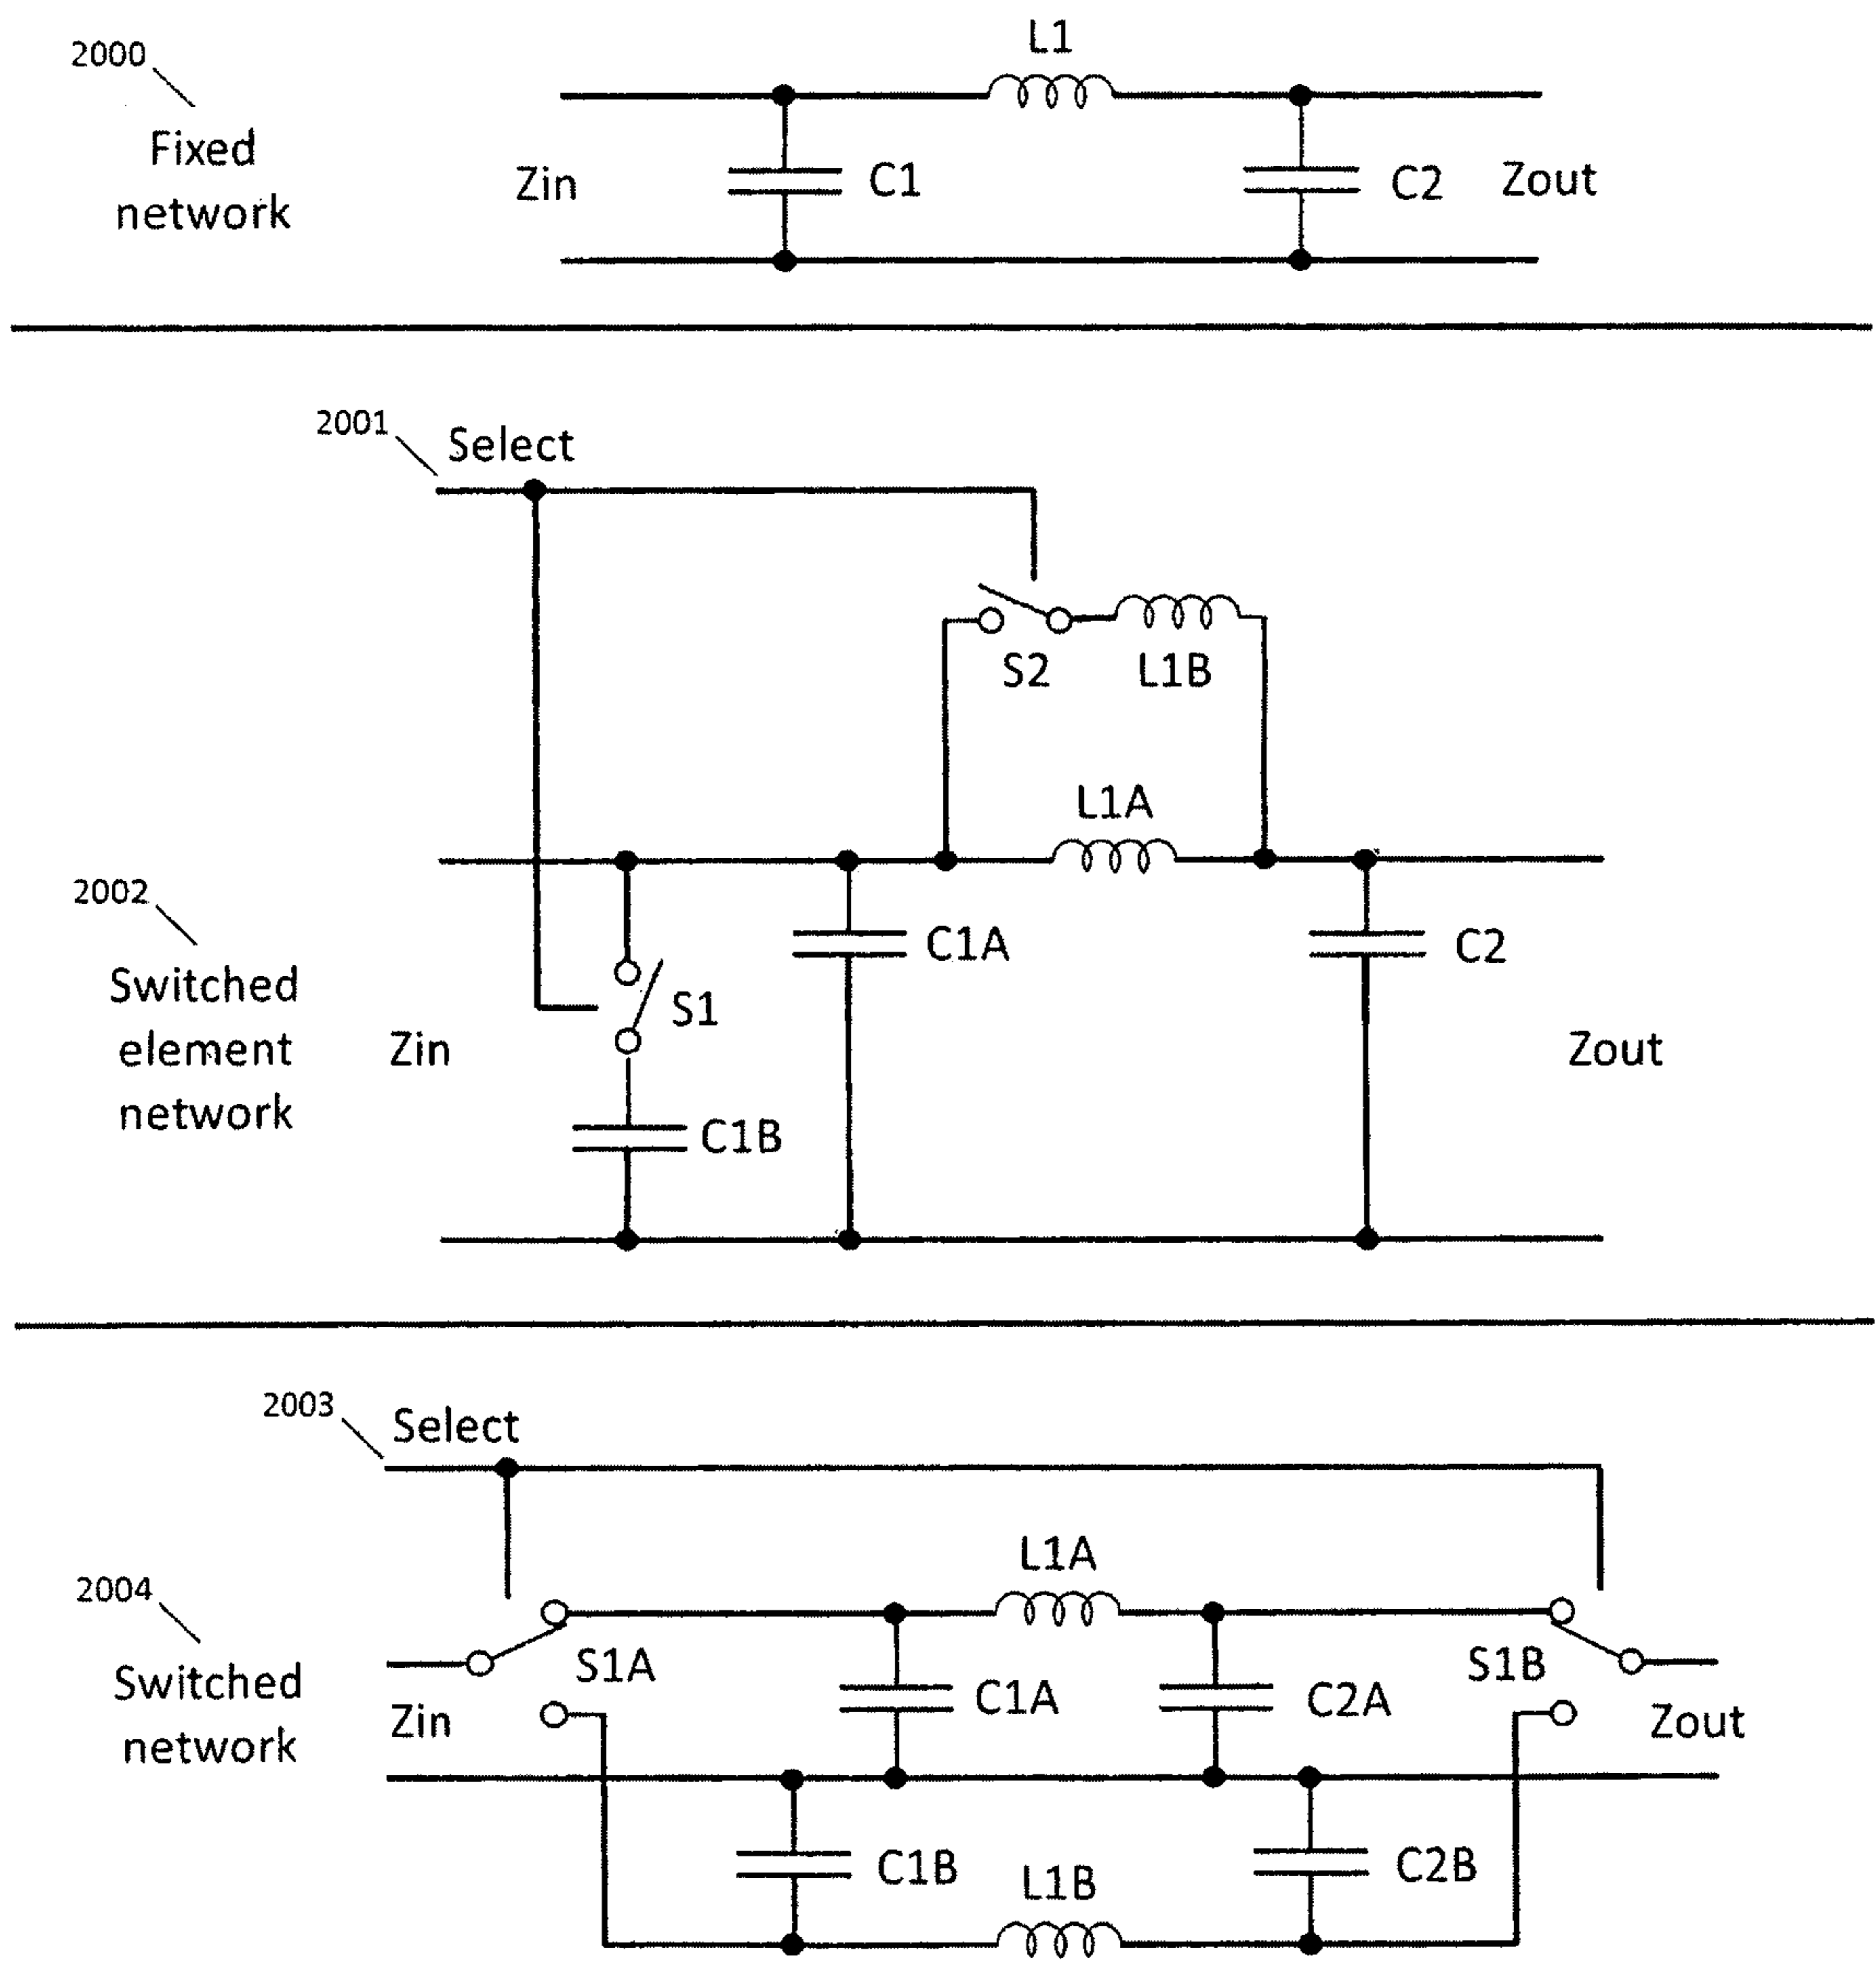 2000
Fixed
network
L1
Zin
C1
C2
Zout
2001
Select
S2
L1B
L1A
2002
Switched
element
network
Zin
S1
C1A
C2
C1B
Zout
2003
Select
2004
Switched
network
L1A
S1A
S1B
Zin
C1A
C2A
Zout
C1B
L1B
C2B